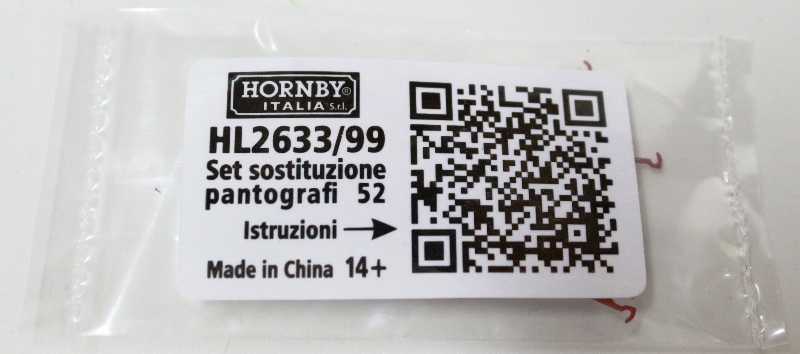 HORNBY®
ITALIA S.r.l.
HL2633/99
Set sostituzione
pantografi 52
Istruzioni
Made in China 14+